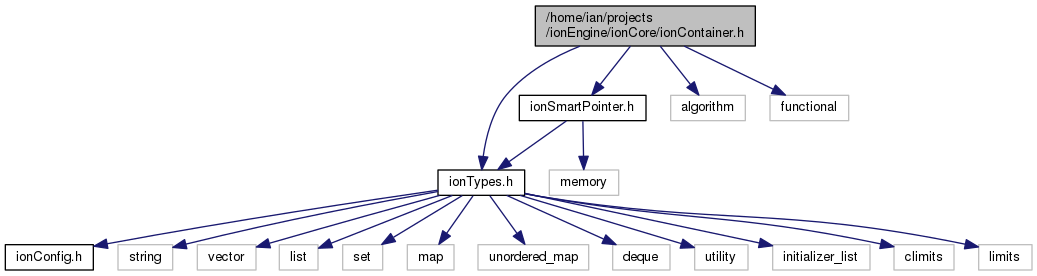 /home/ian/projects
/ionEngine/ionCore/ionContainer.h
ionSmartPointer.h
algorithm
functional
ionTypes.h
memory
ionConfig.h
string
vector
list
set
map
unordered_map
deque
utility
initializer_list
climits
limits